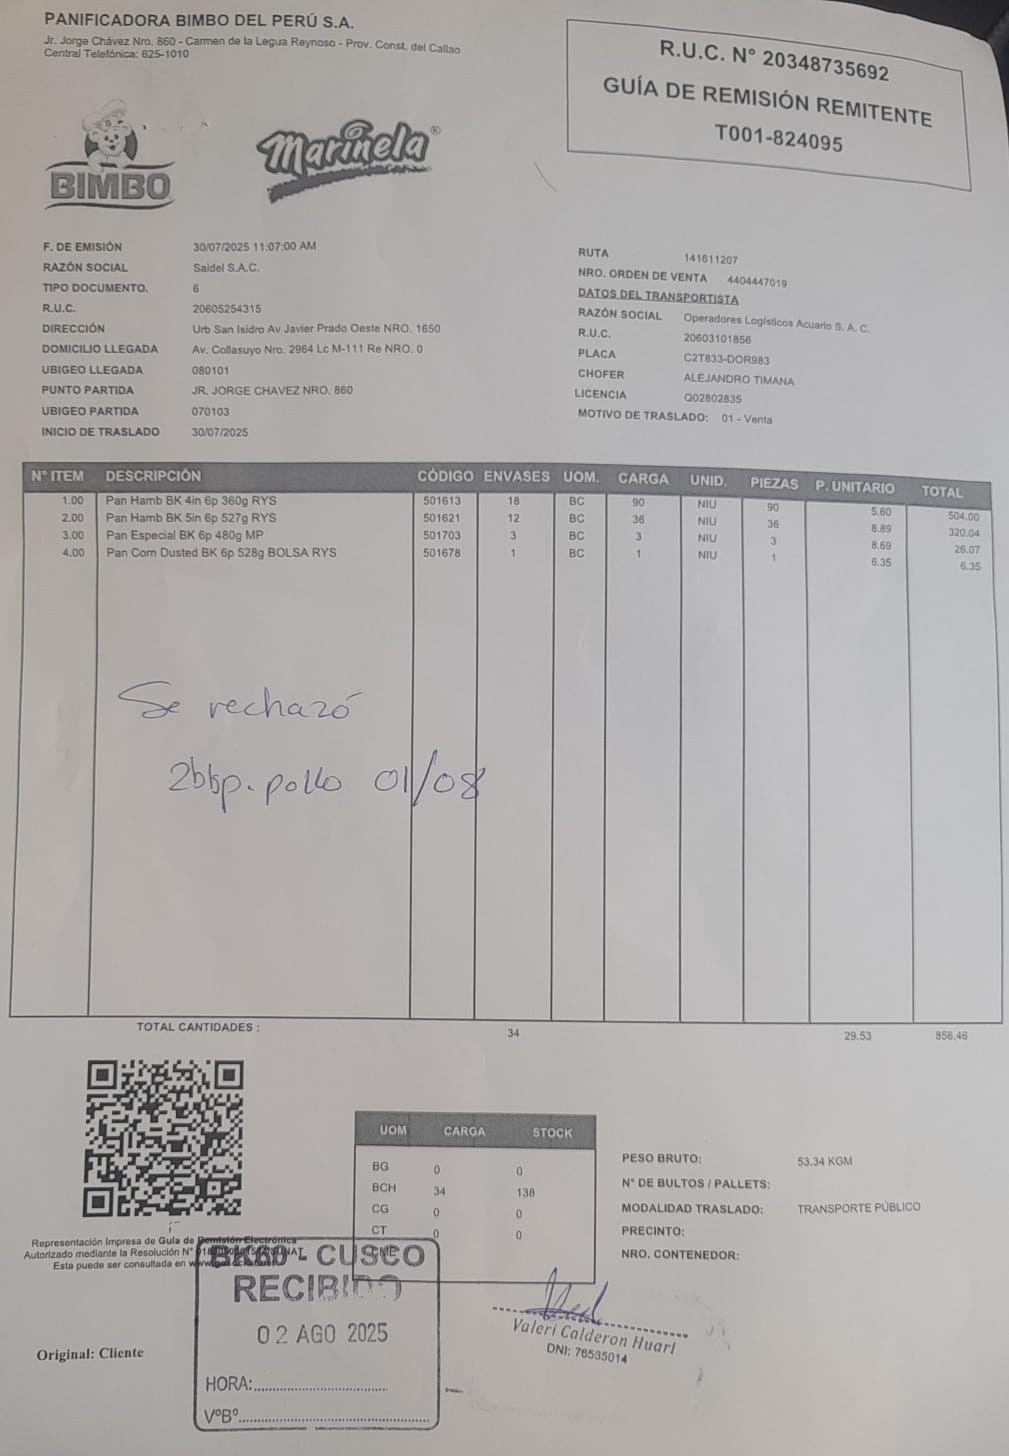 PANIFICADORA BIMBO DEL PERÚ S.A.
Jr. Jorge Chávez Nro. 860 - Carmen de la Legua Reynoso - Prov. Const. del Callao
Central Telefónica: 625-1010
R.U.C. N° 20348735692
GUÍA DE REMISIÓN REMITENTE
T001-824095
BIMBO
Marinela®
F. DE EMISIÓN 30/07/2025 11:07:00 AM
RAZÓN SOCIAL Saidel S.A.C.
TIPO DOCUMENTO. 6
R.U.C. 20605254315
DIRECCIÓN Urb San Isidro Av Javier Prado Oeste NRO. 1650
DOMICILIO LLEGADA Av. Collasuyo Nro. 2964 Lc M-111 Re NRO. 0
UBIGEO LLEGADA 080101
PUNTO PARTIDA JR. JORGE CHAVEZ NRO. 860
UBIGEO PARTIDA 070103
INICIO DE TRASLADO 30/07/2025
RUTA 141611207
NRO. ORDEN DE VENTA 4404447019
DATOS DEL TRANSPORTISTA
RAZÓN SOCIAL Operadores Logísticos Acuario S. A. C.
R.U.C. 20603101856
PLACA C2T833-DOR983
CHOFER ALEJANDRO TIMANA
LICENCIA Q02802835
MOTIVO DE TRASLADO: 01 - Venta
N° ITEM DESCRIPCIÓN CÓDIGO ENVASES UOM. CARGA UNID. PIEZAS P. UNITARIO TOTAL
1.00 Pan Hamb BK 4in 6p 360g RYS 501613 18 BC 90 NIU 90 5.60 504.00
2.00 Pan Hamb BK 5in 6p 527g RYS 501621 12 BC 36 NIU 36 8.89 320.04
3.00 Pan Especial BK 6p 480g MP 501703 3 BC 3 NIU 3 8.69 26.07
4.00 Pan Corn Dusted BK 6p 528g BOLSA RYS 501678 1 BC 1 NIU 1 6.35 6.35
Se rechazó
pollo 01/08
TOTAL CANTIDADES : 34 29.53 856.46
UOM CARGA STOCK
BG 0 0
BCH 34 138
CG 0 0
CT 0 0
CME
PESO BRUTO: 53.34 KGM
N° DE BULTOS / PALLETS:
MODALIDAD TRASLADO: TRANSPORTE PÚBLICO
PRECINTO:
NRO. CONTENEDOR:
Representación Impresa de Guía de Remisión Electrónica
Autorizado mediante la Resolución N°
Esta puede ser consultada en
BK60 - CUSCO
RECIBIDO
02 AGO 2025
HORA:
V°B°
Valeri Calderon Huari
DNI: 76535014
Original: Cliente